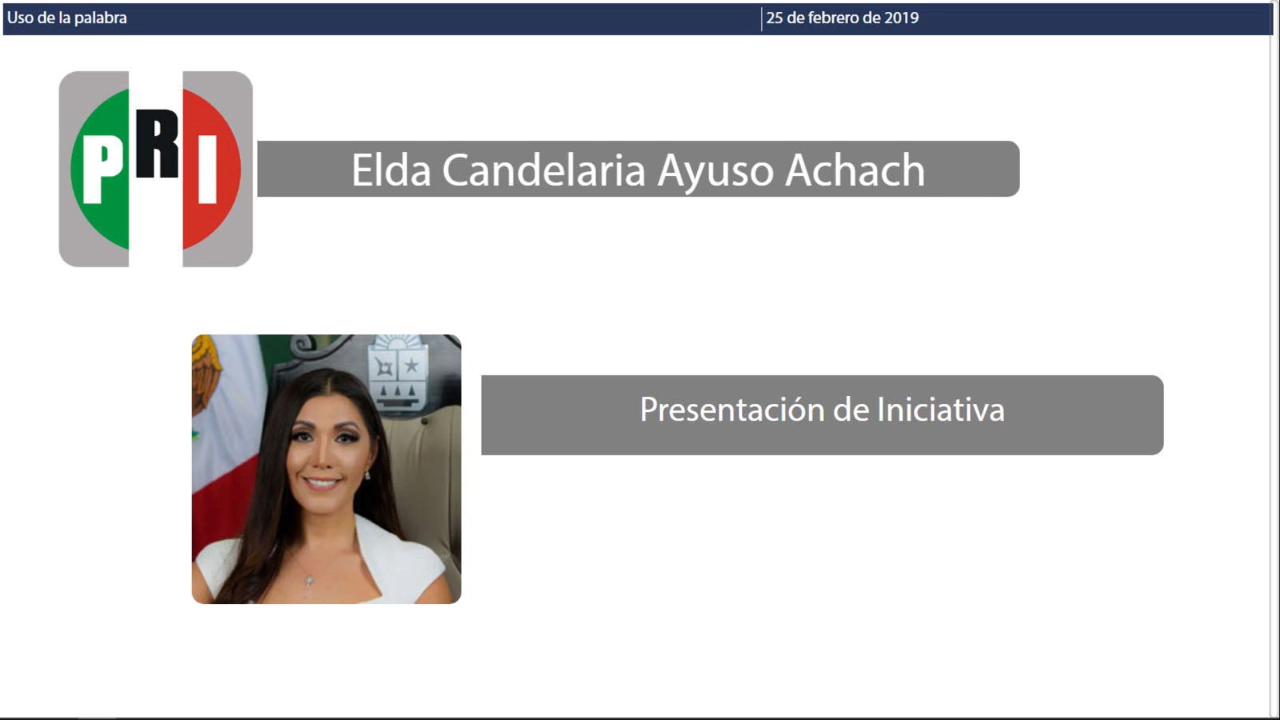 Uso de la palabra
25 de febrero de 2019
PRI
Elda Candelaria Ayuso Achach
Presentación de Iniciativa